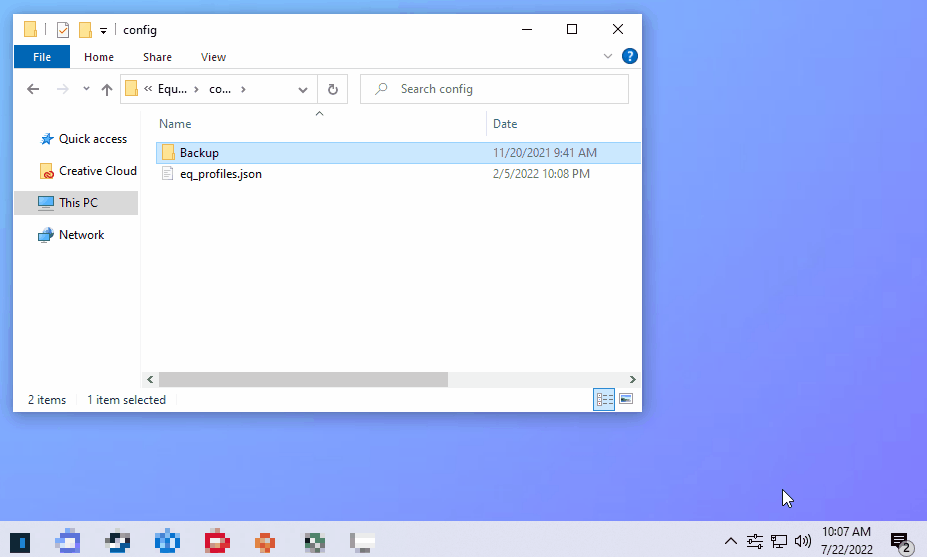 config
File Home Share View ?
« Equ... › co... › Search config
Name Date
Quick access
Creative Cloud
This PC
Network
Backup 11/20/2021 9:41 AM
eq_profiles.json 2/5/2022 10:08 PM
2 items 1 item selected
10:07 AM
7/22/2022
2